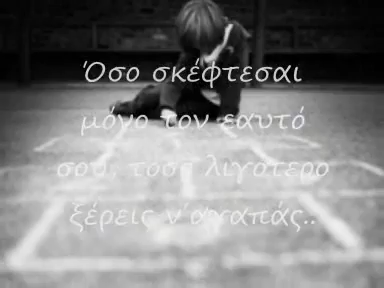 Όσο σκέφτεσαι
μόνο τον εαυτό
σου, τόσο λιγότερο
ξέρεις ν'αγαπάς..